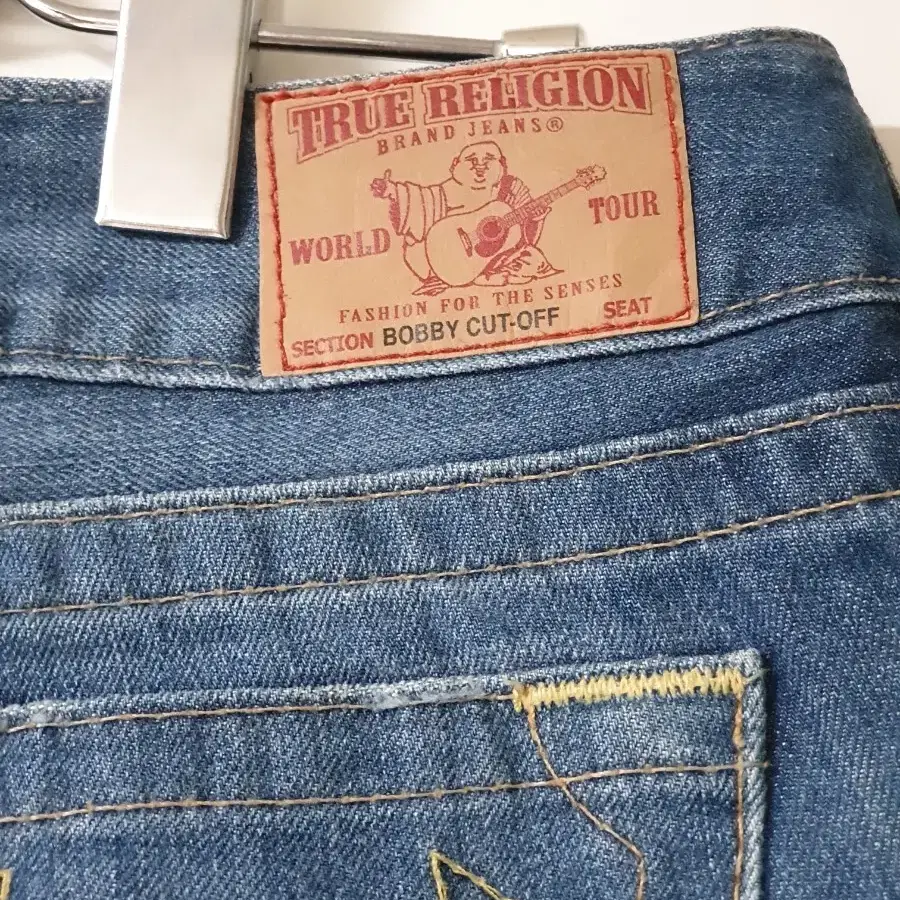 TRUE RELIGION
BRAND JEANS®
WORLD TOUR
FASHION FOR THE SENSES
SECTION BOBBY CUT-OFF SEAT